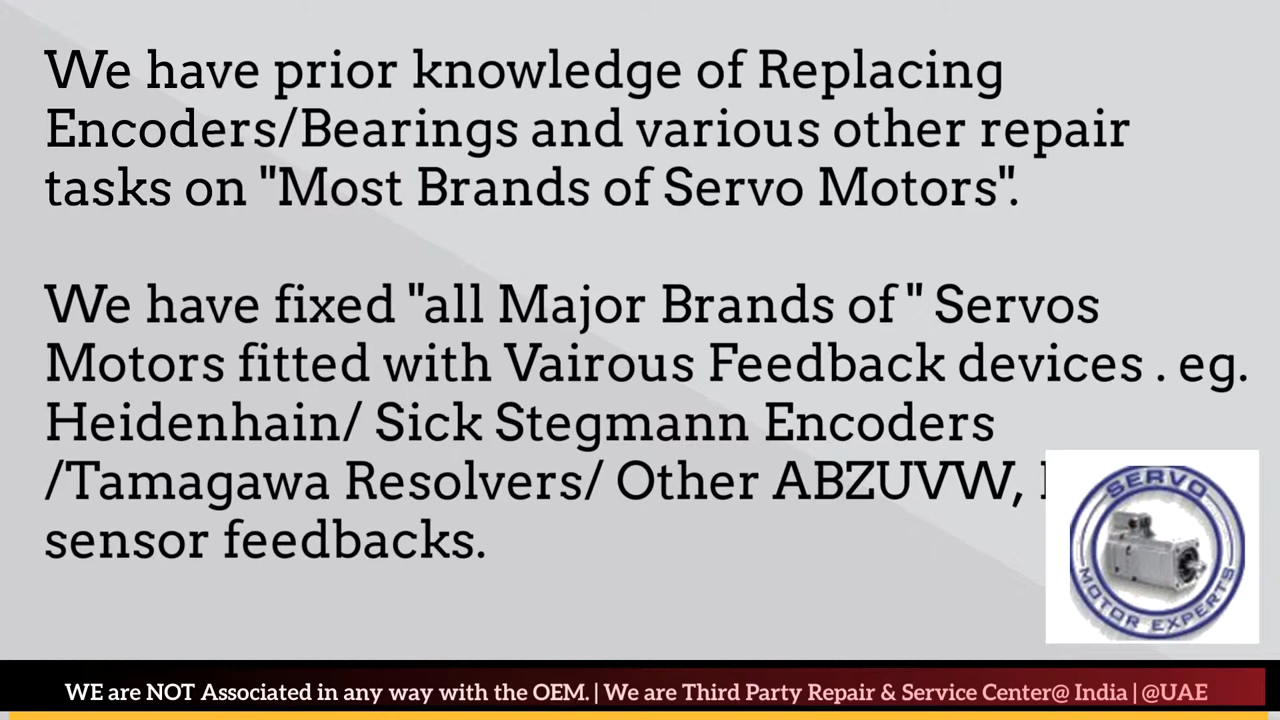 We have prior knowledge of Replacing
Encoders/Bearings and various other repair
tasks on "Most Brands of Servo Motors".
We have fixed "all Major Brands of " Servos
Motors fitted with Vairous Feedback devices . eg.
Heidenhain/ Sick Stegmann Encoders
/Tamagawa Resolvers/ Other ABZUVW,
sensor feedbacks.
SERVO
MOTOR EXPERTS
WE are NOT Associated in any way with the OEM. | We are Third Party Repair & Service Center@ India | @UAE